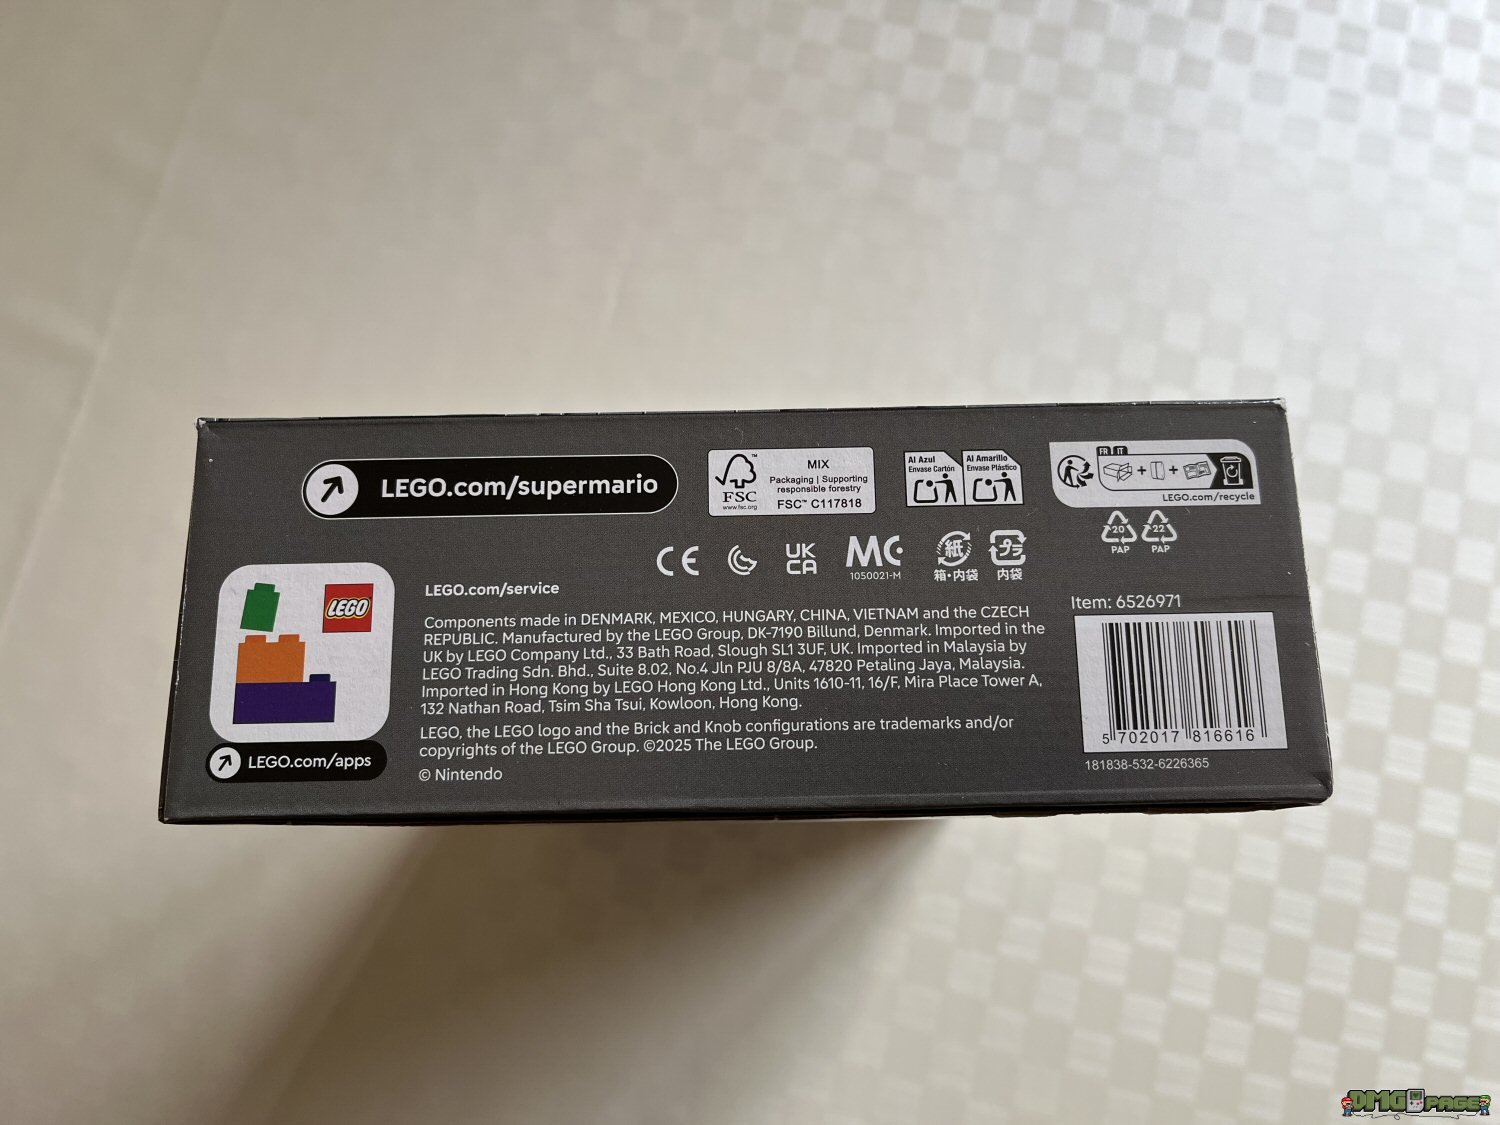 LEGO.com/supermario
FSC
www.fsc.org
MIX
Packaging | Supporting
responsible forestry
FSC™ C117818
Al Azul
Envase Cartón
Al Amarillo
Envase Plástico
FR IT
LEGO.com/recycle
20
PAP
22
PAP
CE
UK
CA
MC
1050021-M
紙
箱・内袋
プラ
内袋
LEGO
LEGO.com/apps
LEGO.com/service
Components made in DENMARK, MEXICO, HUNGARY, CHINA, VIETNAM and the CZECH
REPUBLIC. Manufactured by the LEGO Group, DK-7190 Billund, Denmark. Imported in the
UK by LEGO Company Ltd., 33 Bath Road, Slough SL1 3UF, UK. Imported in Malaysia by
LEGO Trading Sdn. Bhd., Suite 8.02, No.4 Jln PJU 8/8A, 47820 Petaling Jaya, Malaysia.
Imported in Hong Kong by LEGO Hong Kong Ltd., Units 1610-11, 16/F, Mira Place Tower A,
132 Nathan Road, Tsim Sha Tsui, Kowloon, Hong Kong.
LEGO, the LEGO logo and the Brick and Knob configurations are trademarks and/or
copyrights of the LEGO Group. ©2025 The LEGO Group.
© Nintendo
Item: 6526971
5 702017 816616
181838-532-6226365
DMG PAGE